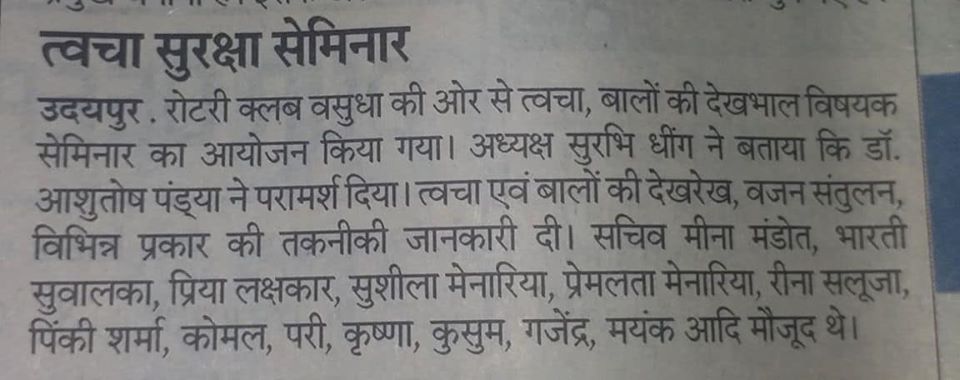 त्वचा सुरक्षा सेमिनार
उदयपुर. रोटरी क्लब वसुधा की ओर से त्वचा, बालों की देखभाल विषयक
सेमिनार का आयोजन किया गया। अध्यक्ष सुरभि धींग ने बताया कि डॉ.
आशुतोष पंड्या ने परामर्श दिया। त्वचा एवं बालों की देखरेख, वजन संतुलन,
विभिन्न प्रकार की तकनीकी जानकारी दी। सचिव मीना मंडोत, भारती
सुवालका, प्रिया लक्षकार, सुशीला मेनारिया, प्रेमलता मेनारिया, रीना सलूजा,
पिंकी शर्मा, कोमल, परी, कृष्णा, कुसुम, गजेंद्र, मयंक आदि मौजूद थे।